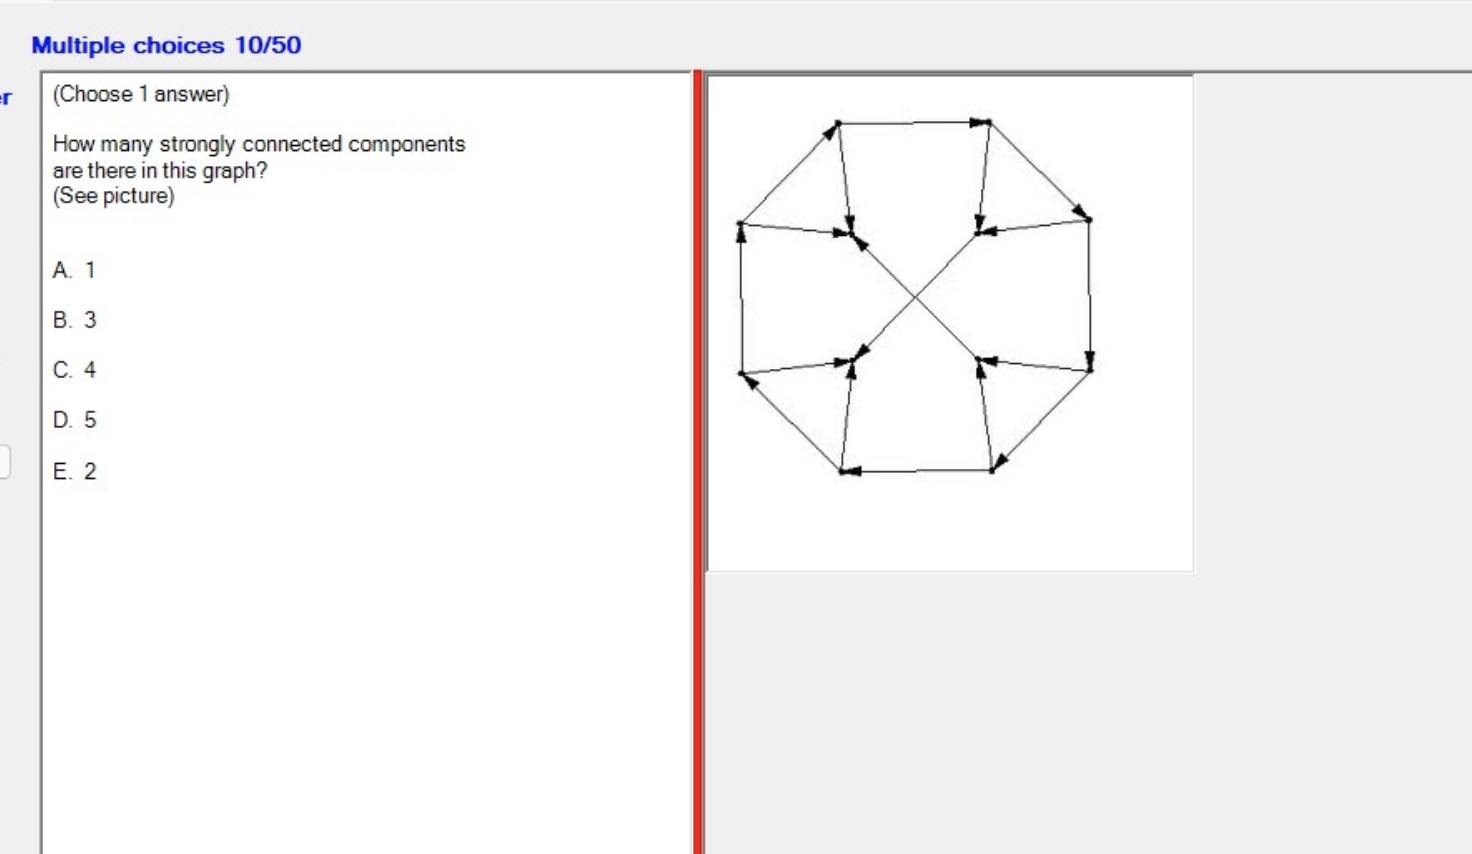 Multiple choices 10/50
(Choose 1 answer)
How many strongly connected components
are there in this graph?
(See picture)
A. 1
B. 3
C. 4
D. 5
E. 2